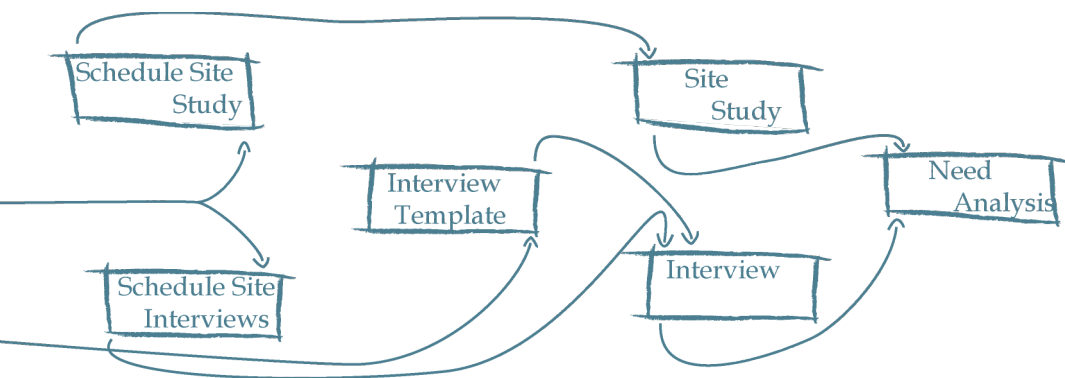 Schedule Site
Study
Site
Study
Interview
Template
Need
Analysis
Schedule Site
Interviews
Interview